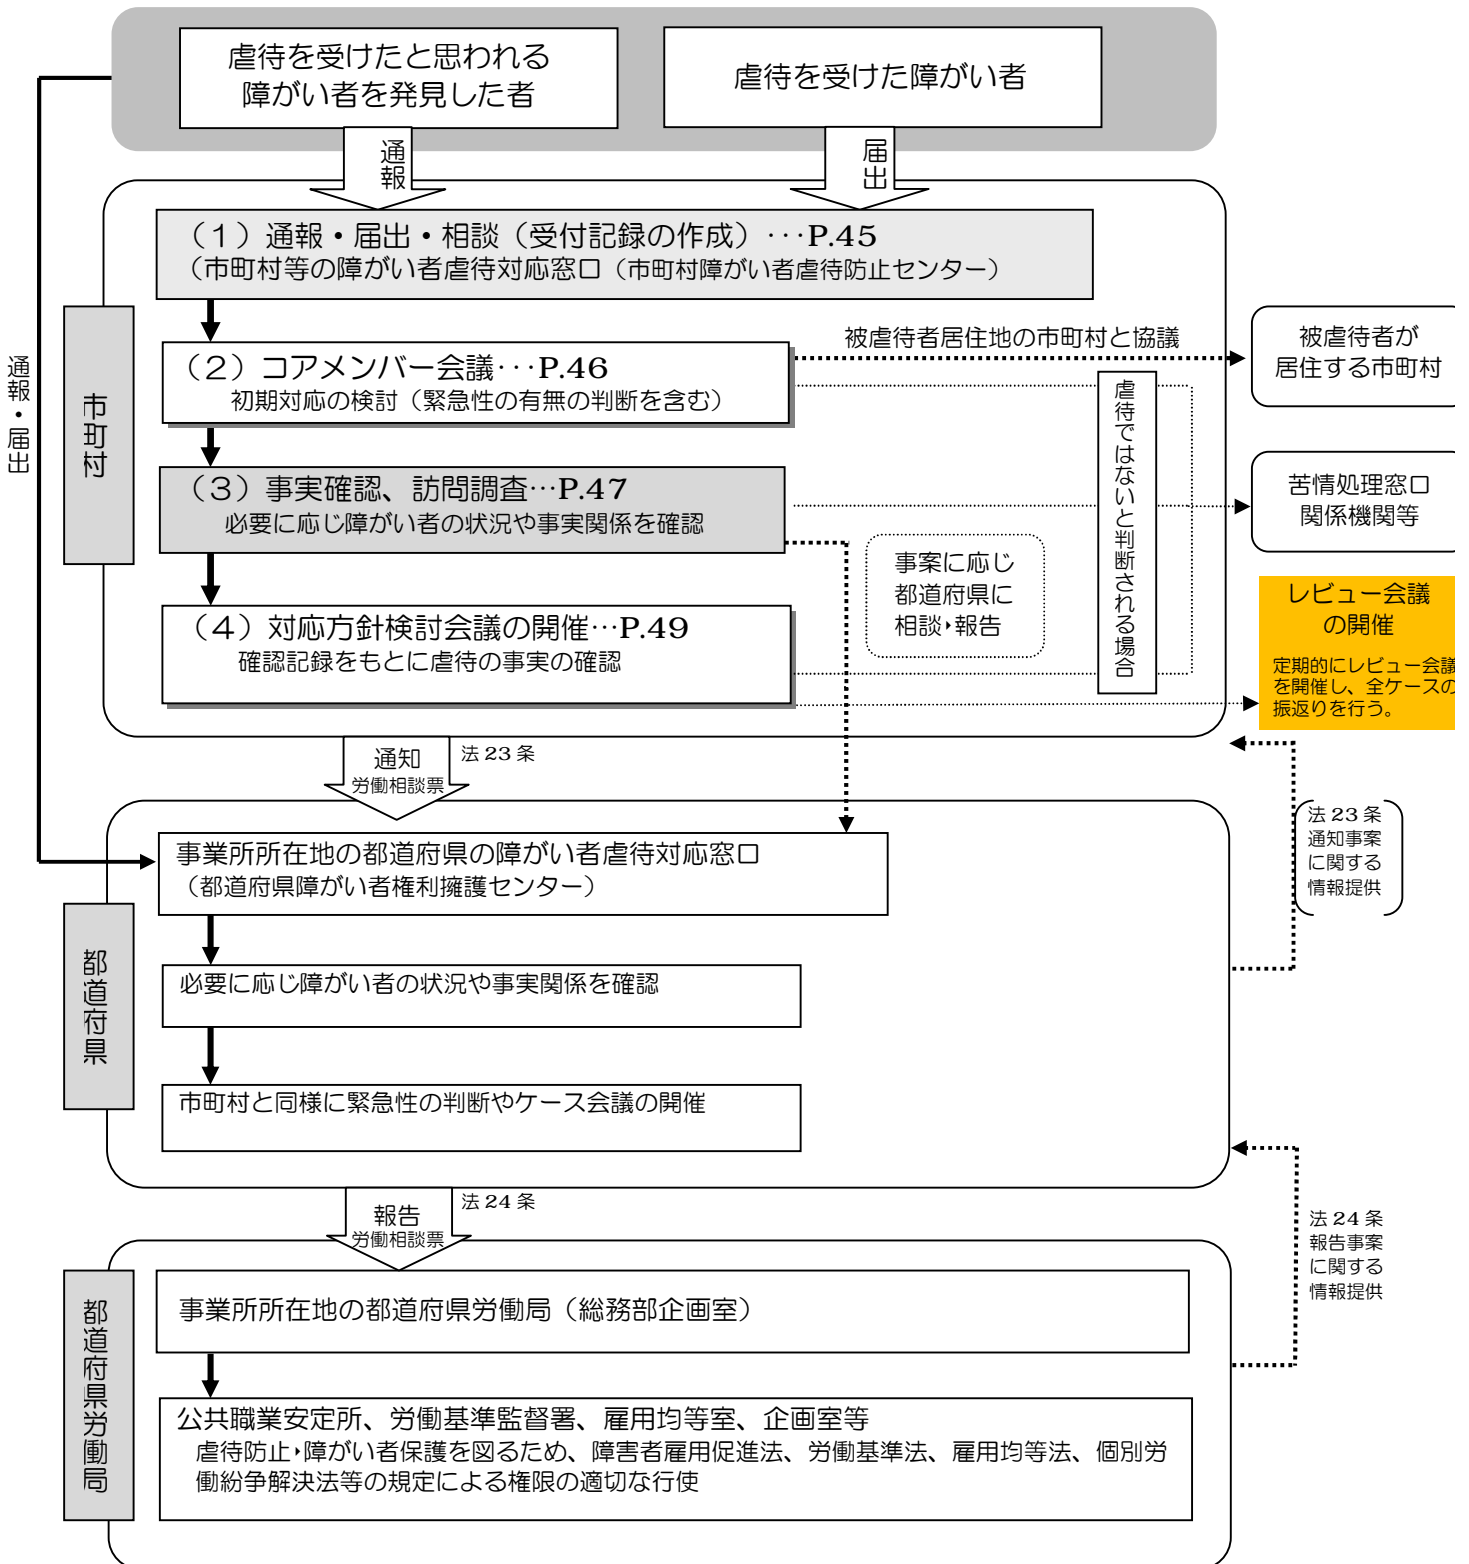 虐待を受けたと思われる
障がい者を発見した者
虐待を受けた障がい者
通報
届出
通報・届出
市町村
（１）通報・届出・相談（受付記録の作成）･･･P.45
（市町村等の障がい者虐待対応窓口（市町村障がい者虐待防止センター）
（２）コアメンバー会議･･･P.46
初期対応の検討（緊急性の有無の判断を含む）
被虐待者居住地の市町村と協議
被虐待者が
居住する市町村
虐待ではないと判断される場合
（３）事実確認、訪問調査…P.47
必要に応じ障がい者の状況や事実関係を確認
苦情処理窓口
関係機関等
事案に応じ
都道府県に
相談・報告
（４）対応方針検討会議の開催…P.49
確認記録をもとに虐待の事実の確認
レビュー会議
の開催
定期的にレビュー会議
を開催し、全ケースの
振返りを行う。
通知
労働相談票
法 23 条
都道府県
事業所所在地の都道府県の障がい者虐待対応窓口
（都道府県障がい者権利擁護センター）
必要に応じ障がい者の状況や事実関係を確認
市町村と同様に緊急性の判断やケース会議の開催
法 23 条
通知事案
に関する
情報提供
報告
労働相談票
法 24 条
法 24 条
報告事案
に関する
情報提供
都道府県労働局
事業所所在地の都道府県労働局（総務部企画室）
公共職業安定所、労働基準監督署、雇用均等室、企画室等
虐待防止・障がい者保護を図るため、障害者雇用促進法、労働基準法、雇用均等法、個別労
働紛争解決法等の規定による権限の適切な行使